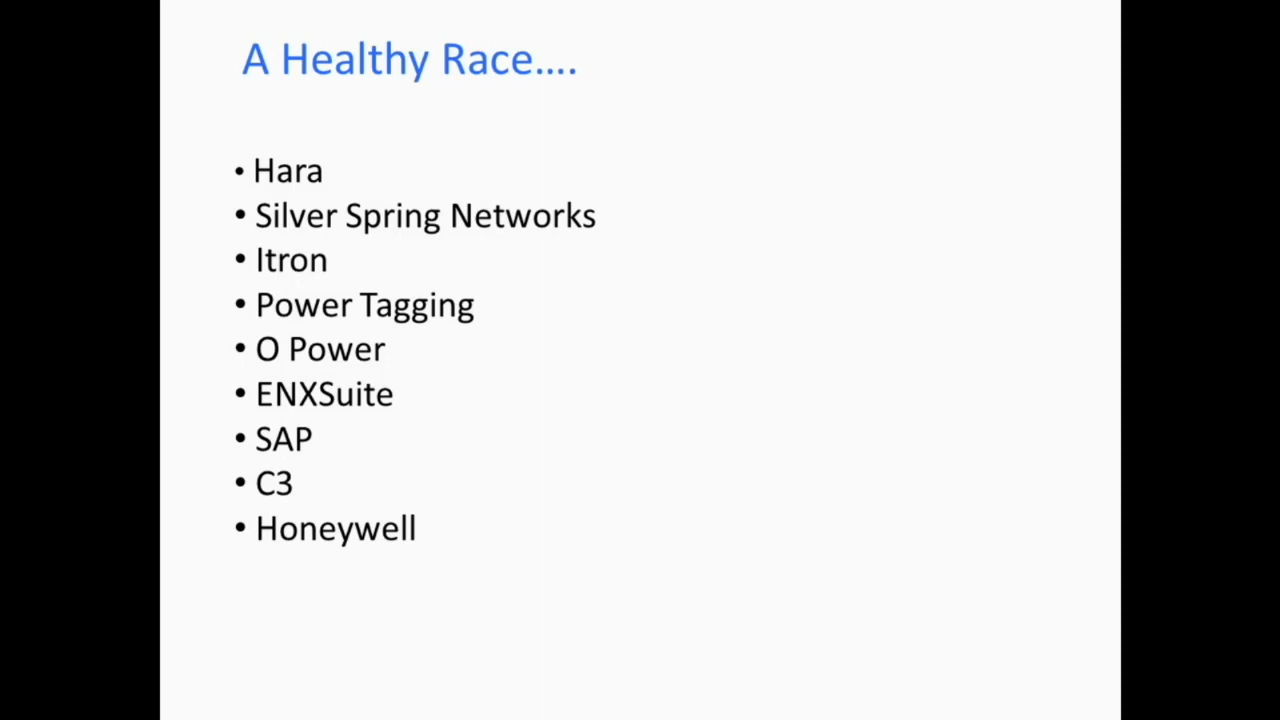 A Healthy Race....
• Hara
• Silver Spring Networks
• Itron
• Power Tagging
• O Power
• ENXSuite
• SAP
• C3
• Honeywell